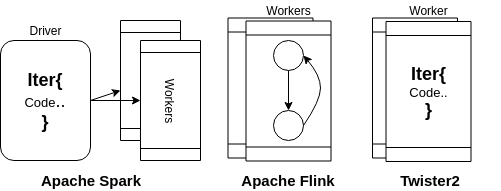 Driver
Iter{
Code..
}
Workers
Apache Spark
Workers
Apache Flink
Worker
Iter{
Code..
}
Twister2